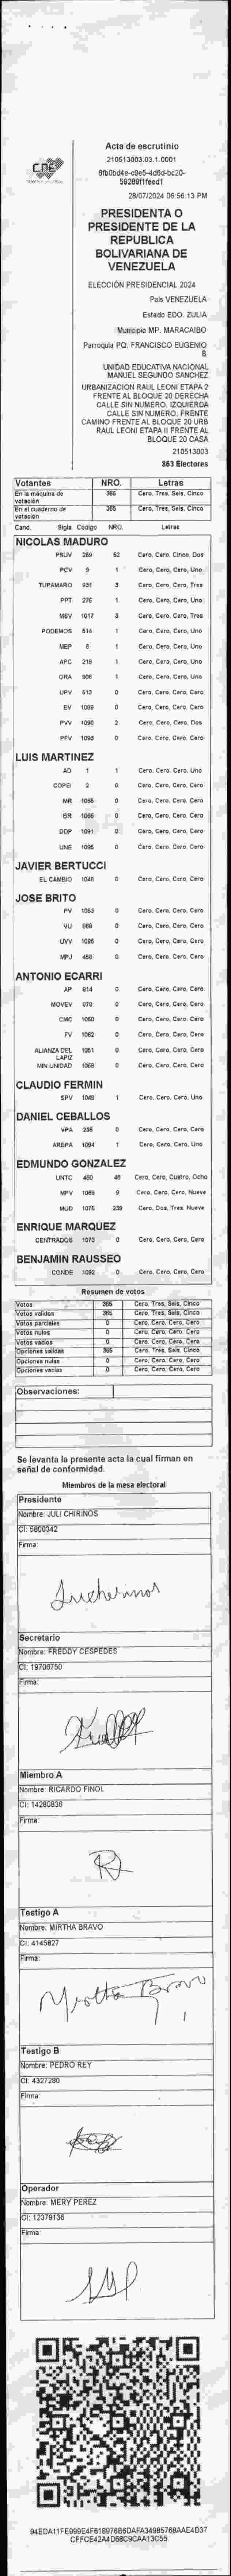 CNE
Acta de escrutinio
210513003.03.1.0001
28/07/2024 06:56:13 PM
PRESIDENTA O
PRESIDENTE DE LA
REPUBLICA
BOLIVARIANA DE
VENEZUELA
ELECCIÓN PRESIDENCIAL 2024
País VENEZUELA
Estado EDO. ZULIA
Municipio MP. MARACAIBO
Parroquia PQ. FRANCISCO EUGENIO
B
UNIDAD EDUCATIVA NACIONAL
MANUEL SEGUNDO SANCHEZ
URBANIZACION RAUL LEONI ETAPA 2
FRENTE AL BLOQUE 20 DERECHA
CALLE SIN NUMERO. IZQUIERDA
CALLE SIN NUMERO. FRENTE
CAMINO FRENTE AL BLOQUE 20 URB
RAUL LEONI ETAPA II FRENTE AL
BLOQUE 20 CASA
210513003
863 Electores
Votantes NRO. Letras
En la máquina de votación 365 Cero, Tres, Seis, Cinco
En el cuaderno de votación 365 Cero, Tres, Seis, Cinco
Cand. Sigla Código NRO. Letras
NICOLAS MADURO
PSUV 269 52 Cero, Cero, Cinco, Dos
PCV 9 1 Cero, Cero, Cero, Uno
TUPAMARO 931 3 Cero, Cero, Cero, Tres
PPT 275 1 Cero, Cero, Cero, Uno
MSV 1017 3 Cero, Cero, Cero, Tres
PODEMOS 514 1 Cero, Cero, Cero, Uno
MEP 1 Cero, Cero, Cero, Uno
APC 219 1 Cero, Cero, Cero, Uno
ORA 906 1 Cero, Cero, Cero, Uno
UPV 513 0 Cero, Cero, Cero, Cero
EV 1089 0 Cero, Cero, Cero, Cero
PVV 1090 2 Cero, Cero, Cero, Dos
PFV 1093 0 Cero, Cero, Cero, Cero
LUIS MARTINEZ
AD 1 1 Cero, Cero, Cero, Uno
COPEI 2 0 Cero, Cero, Cero, Cero
MR 1065 0 Cero, Cero, Cero, Cero
BR 1066 0 Cero, Cero, Cero, Cero
DDP 1091 0 Cero, Cero, Cero, Cero
UNE 1095 0 Cero, Cero, Cero, Cero
JAVIER BERTUCCI
EL CAMBIO 1048 0 Cero, Cero, Cero, Cero
JOSE BRITO
PV 1053 0 Cero, Cero, Cero, Cero
VU 868 0 Cero, Cero, Cero, Cero
UVV 1096 0 Cero, Cero, Cero, Cero
MPJ 458 0 Cero, Cero, Cero, Cero
ANTONIO ECARRI
AP 914 0 Cero, Cero, Cero, Cero
MOVEV 978 0 Cero, Cero, Cero, Cero
CMC 1050 0 Cero, Cero, Cero, Cero
FV 1062 0 Cero, Cero, Cero, Cero
ALIANZA DEL LAPIZ 1051 0 Cero, Cero, Cero, Cero
MIN UNIDAD 1068 0 Cero, Cero, Cero, Cero
CLAUDIO FERMIN
SPV 1049 1 Cero, Cero, Cero, Uno
DANIEL CEBALLOS
VPA 236 0 Cero, Cero, Cero, Cero
AREPA 1094 1 Cero, Cero, Cero, Uno
EDMUNDO GONZALEZ
UNTC 480 48 Cero, Cero, Cuatro, Ocho
MPV 1069 9 Cero, Cero, Cero, Nueve
MUD 1076 239 Cero, Dos, Tres, Nueve
ENRIQUE MARQUEZ
CENTRADOS 1073 0 Cero, Cero, Cero, Cero
BENJAMIN RAUSSEO
CONDE 1092 0 Cero, Cero, Cero, Cero
Resumen de votos
Votos 365 Cero, Tres, Seis, Cinco
Votos validos 365 Cero, Tres, Seis, Cinco
Votos parciales 0 Cero, Cero, Cero, Cero
Votos nulos 0 Cero, Cero, Cero, Cero
Votos vacios 0 Cero, Cero, Cero, Cero
Opciones validas 365 Cero, Tres, Seis, Cinco
Opciones nulas 0 Cero, Cero, Cero, Cero
Opciones vacias 0 Cero, Cero, Cero, Cero
Observaciones:
Se levanta la presente acta la cual firman en
señal de conformidad.
Miembros de la mesa electoral
Presidente
Nombre: JULI CHIRINOS
CI: 5800342
Firma:
Secretario
Nombre: FREDDY CESPEDES
CI: 19706750
Firma:
Miembro A
Nombre: RICARDO FINOL
CI: 14280838
Firma:
Testigo A
Nombre: MIRTHA BRAVO
CI: 4145827
Firma:
Mirtha Bravo
Testigo B
Nombre: PEDRO REY
CI: 4327280
Firma:
Operador
Nombre: MERY PEREZ
CI: 12379136
Firma: